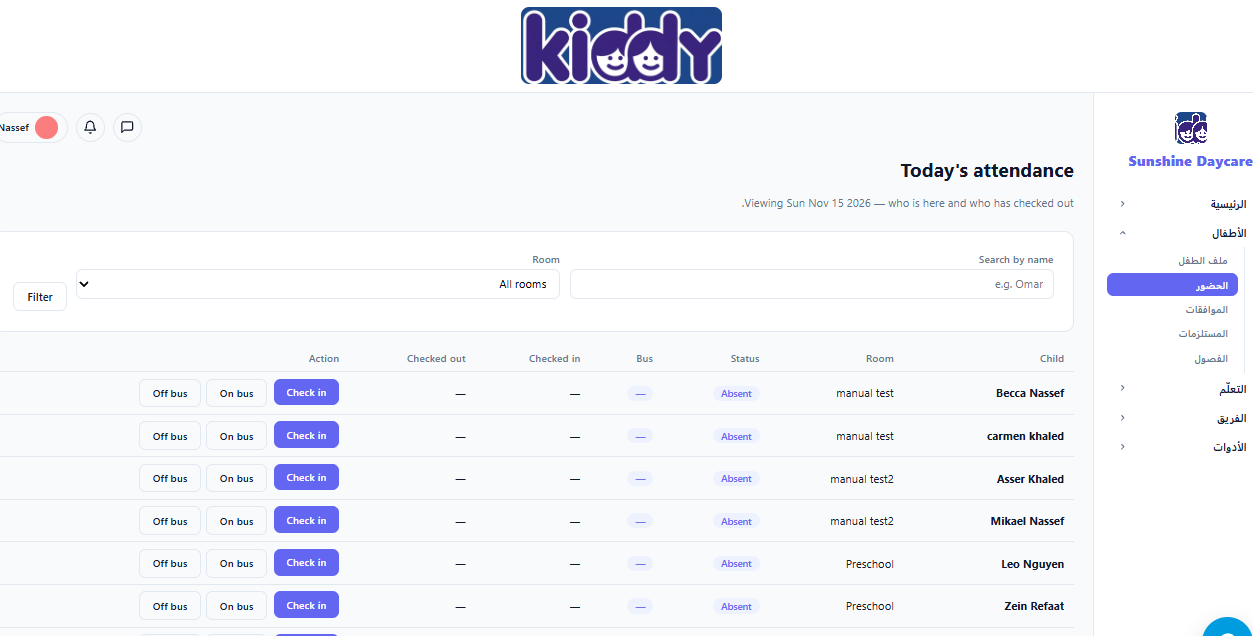 kiddy
Nassef
Sunshine Daycare
الرئيسية
الأطفال
ملف الطفل
الحضور
الموافقات
المستلزمات
الفصول
التعلّم
الفريق
الأدوات
Today's attendance
.Viewing Sun Nov 15 2026 — who is here and who has checked out
Search by name
e.g. Omar
Room
All rooms
Filter
Child Room Status Bus Checked in Checked out Action
Becca Nassef manual test Absent — — — Check in On bus Off bus
carmen khaled manual test Absent — — — Check in On bus Off bus
Asser Khaled manual test2 Absent — — — Check in On bus Off bus
Mikael Nassef manual test2 Absent — — — Check in On bus Off bus
Leo Nguyen Preschool Absent — — — Check in On bus Off bus
Zein Refaat Preschool Absent — — — Check in On bus Off bus